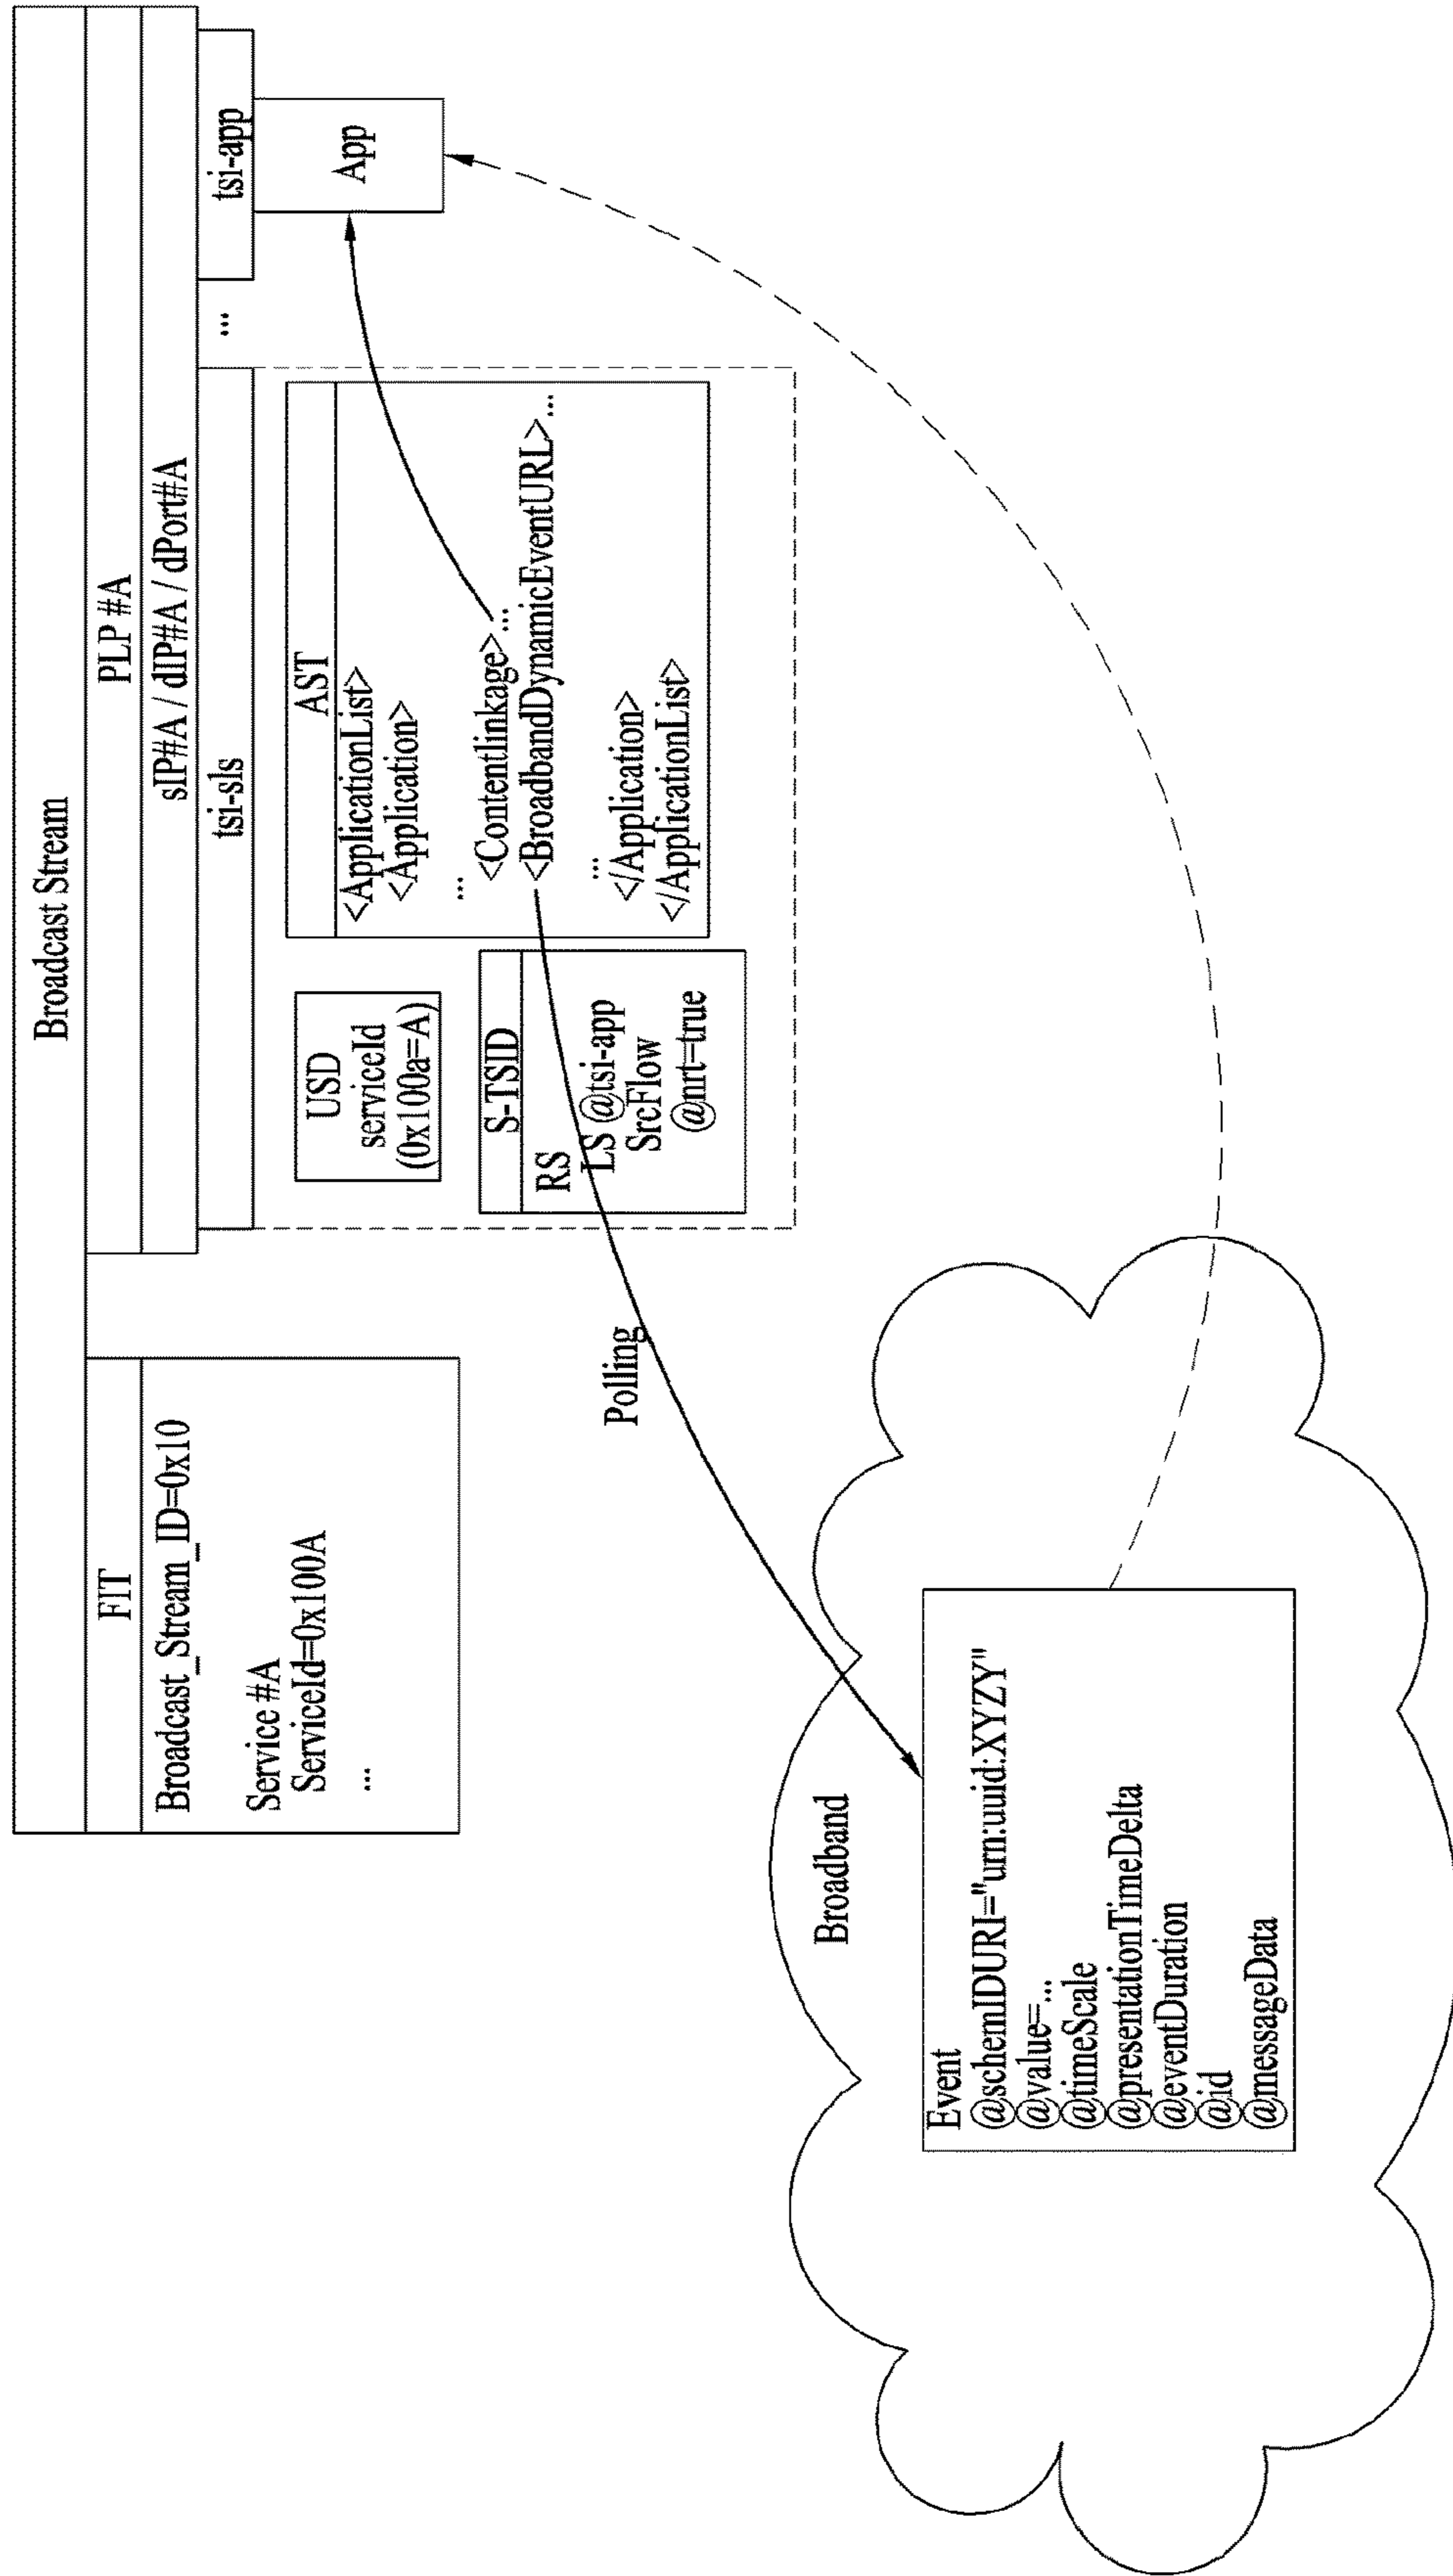 Broadcast Stream
FIT
Broadcast_Stream_ID=0x10
Service #A
ServiceId=0x100A
...
PLP #A
sIP#A / dIP#A / dPort#A
tsi-sls
...
tsi-app
App
USD
serviceId
(0x100a=A)
S-TSID
RS
LS @tsi-app
SrcFlow
@nrt=true
AST
<ApplicationList>
<Application>
...
<Contentlinkage>...
<BroadbandDynamicEventURL>...
...
</Application>
</ApplicationList>
Polling
Broadband
Event
@schemIDURI="urn:uuid:XYZY"
@value=...
@timeScale
@presentationTimeDelta
@eventDuration
@id
@messageData